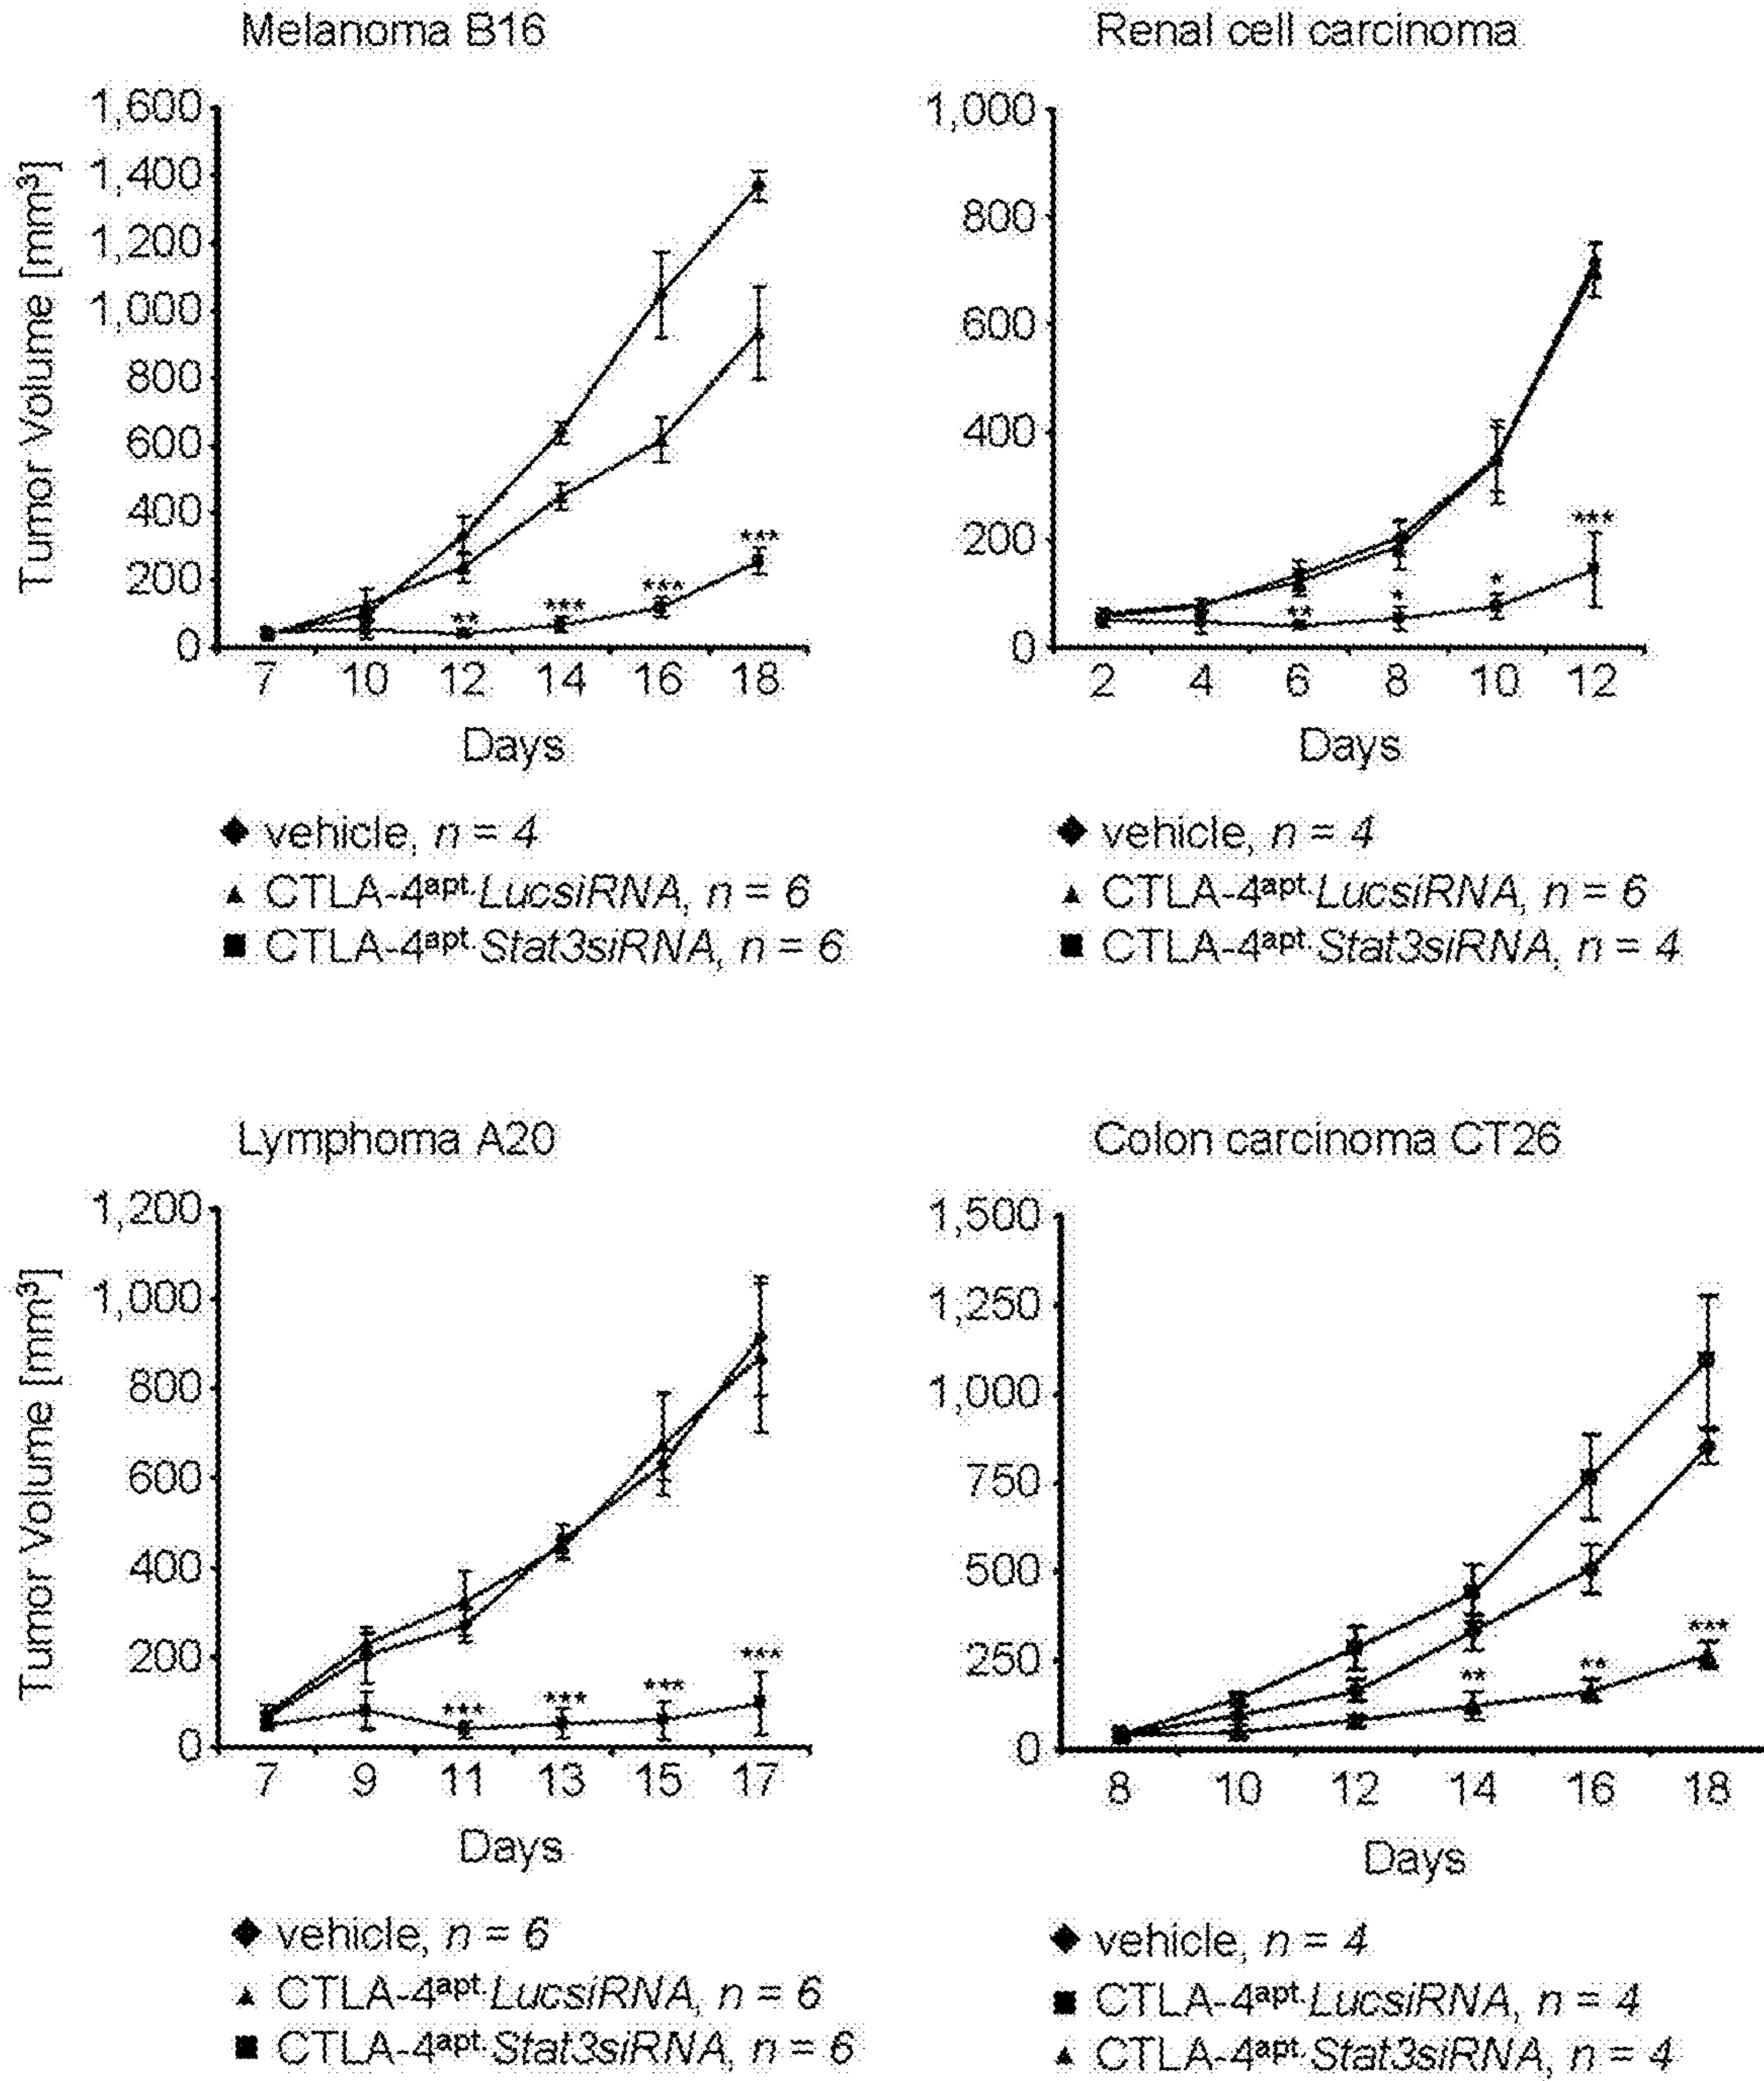 Melanoma B16
Tumor Volume [mm³]
1,600
1,400
1,200
1,000
800
600
400
200
0
** *** *** ***
7 10 12 14 16 18
Days
◆ vehicle, n = 4
▲ CTLA-4apt-LucsiRNA, n = 6
■ CTLA-4apt-Stat3siRNA, n = 6
Renal cell carcinoma
1,000
800
600
400
200
0
** * * ***
2 4 6 8 10 12
Days
◆ vehicle, n = 4
▲ CTLA-4apt-LucsiRNA, n = 6
■ CTLA-4apt-Stat3siRNA, n = 4
Lymphoma A20
Tumor Volume [mm³]
1,200
1,000
800
600
400
200
0
*** *** *** ***
7 9 11 13 15 17
Days
◆ vehicle, n = 6
▲ CTLA-4apt-LucsiRNA, n = 6
■ CTLA-4apt-Stat3siRNA, n = 6
Colon carcinoma CT26
1,500
1,250
1,000
750
500
250
0
** ** ***
8 10 12 14 16 18
Days
◆ vehicle, n = 4
■ CTLA-4apt-LucsiRNA, n = 4
▲ CTLA-4apt-Stat3siRNA, n = 4